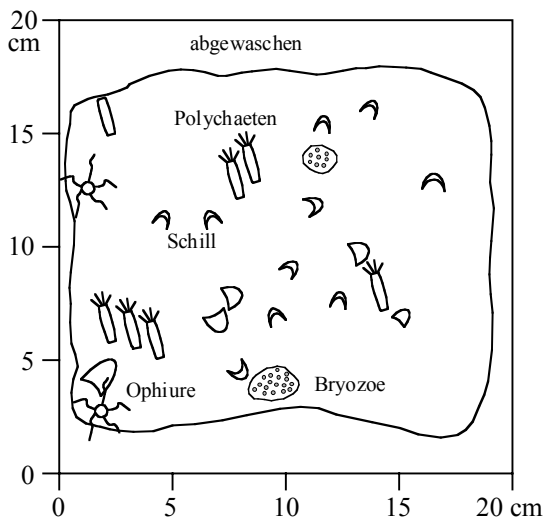 20
cm
abgewaschen
15
Polychaeten
10
Schill
5
Ophiure
Bryozoe
0
0
5
10
15
20 cm